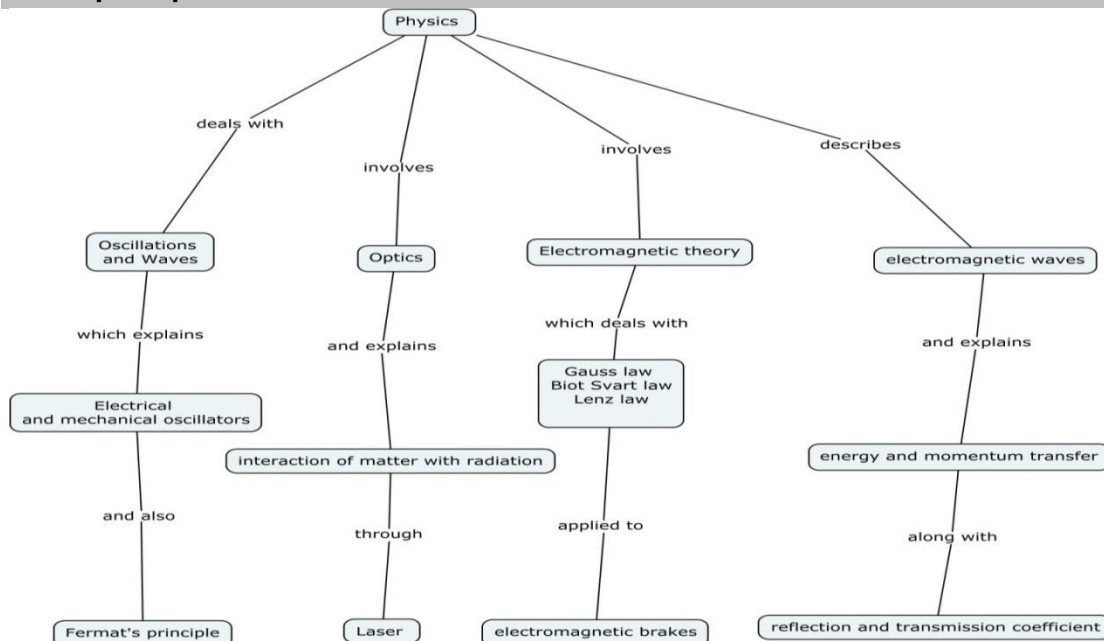 Physics
deals with
involves
involves
describes
Oscillations
and Waves
Optics
Electromagnetic theory
electromagnetic waves
which explains
and explains
which deals with
and explains
Electrical
and mechanical oscillators
Gauss law
Biot Svart law
Lenz law
interaction of matter with radiation
energy and momentum transfer
and also
through
applied to
along with
Fermat's principle
Laser
electromagnetic brakes
reflection and transmission coefficient